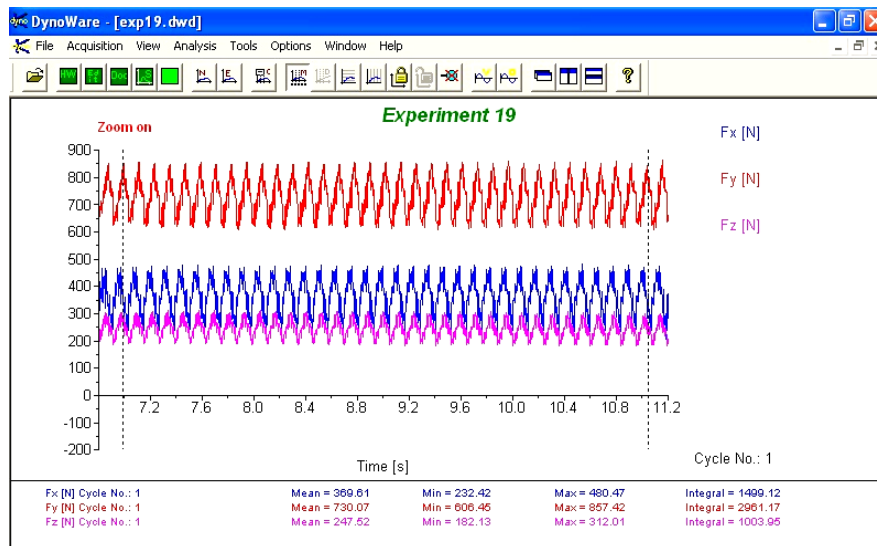 DynoWare - [exp19.dwd]
File Acquisition View Analysis Tools Options Window Help
Experiment 19
Zoom on
Fx [N]
Fy [N]
Fz [N]
900
800
700
600
500
400
300
200
100
0
-100
-200
7.2 7.6 8.0 8.4 8.8 9.2 9.6 10.0 10.4 10.8 11.2
Time [s]
Cycle No.: 1
Fx [N] Cycle No.: 1 Mean = 369.61 Min = 232.42 Max = 480.47 Integral = 1499.12
Fy [N] Cycle No.: 1 Mean = 730.07 Min = 606.45 Max = 857.42 Integral = 2961.17
Fz [N] Cycle No.: 1 Mean = 247.52 Min = 182.13 Max = 312.01 Integral = 1003.95